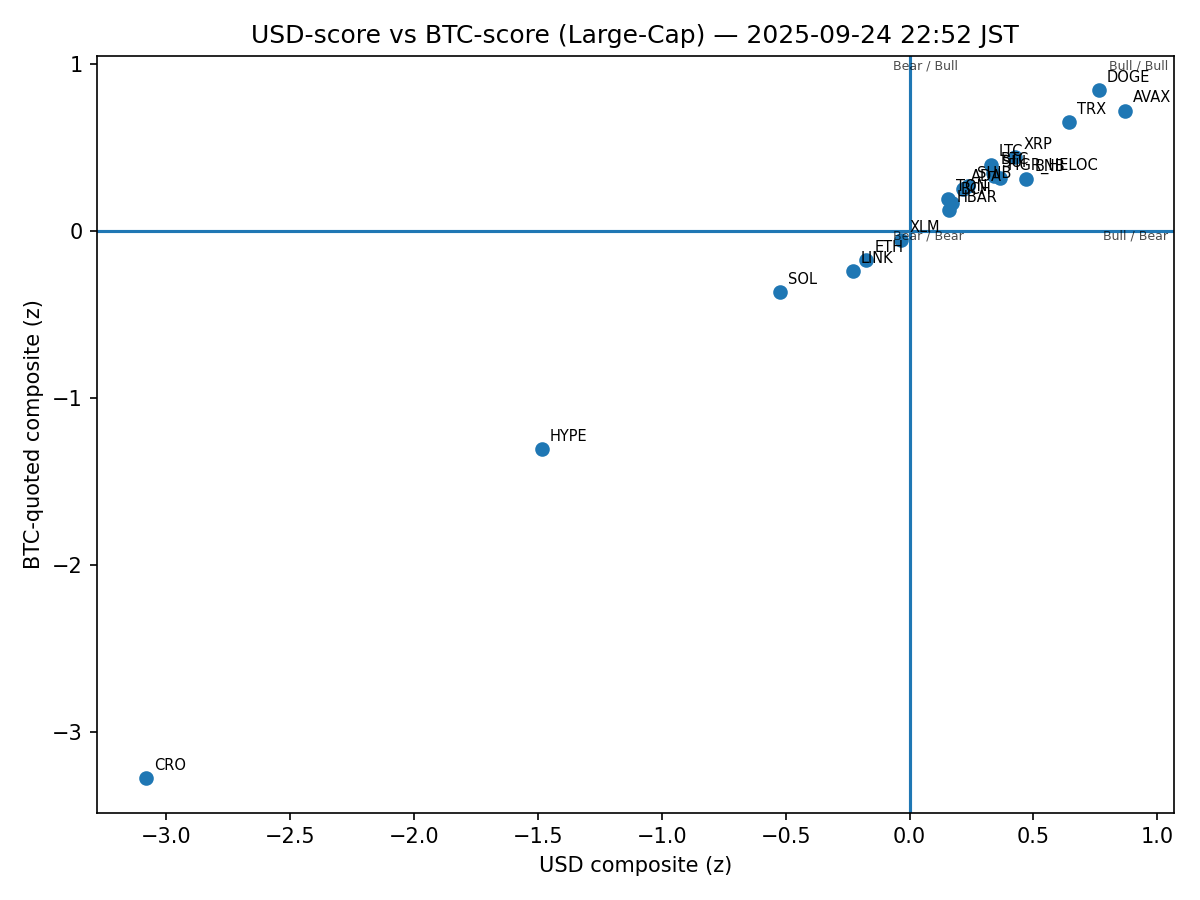 USD-score vs BTC-score (Large-Cap) — 2025-09-24 22:52 JST
BTC-quoted composite (z)
1
0
−1
−2
−3
Bear / Bull
Bull / Bull
DOGE
AVAX
TRX
XRP
LTC
BNB
HBAR
XLM
Bear / Bear
Bull / Bear
ETH
LINK
SOL
HYPE
CRO
−3.0
−2.5
−2.0
−1.5
−1.0
−0.5
0.0
0.5
1.0
USD composite (z)